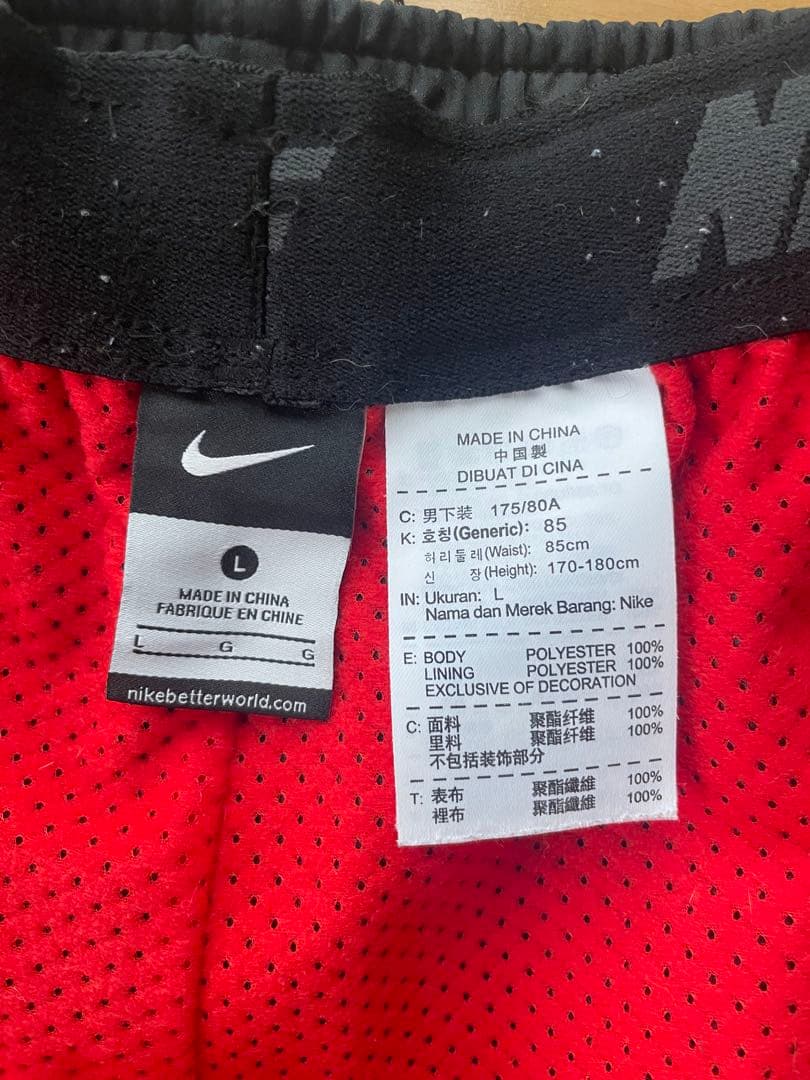 L
MADE IN CHINA
FABRIQUE EN CHINE
L G G
nikebetterworld.com
MADE IN CHINA
中国製
DIBUAT DI CINA
C: 男下装 175/80A
K: 호칭(Generic): 85
허리둘레(Waist): 85cm
신 장(Height): 170-180cm
IN: Ukuran: L
Nama dan Merek Barang: Nike
E: BODY POLYESTER 100%
LINING POLYESTER 100%
EXCLUSIVE OF DECORATION
C: 面料 聚酯纤维 100%
里料 聚酯纤维 100%
不包括装饰部分
T: 表布 聚酯纖維 100%
裡布 聚酯纖維 100%